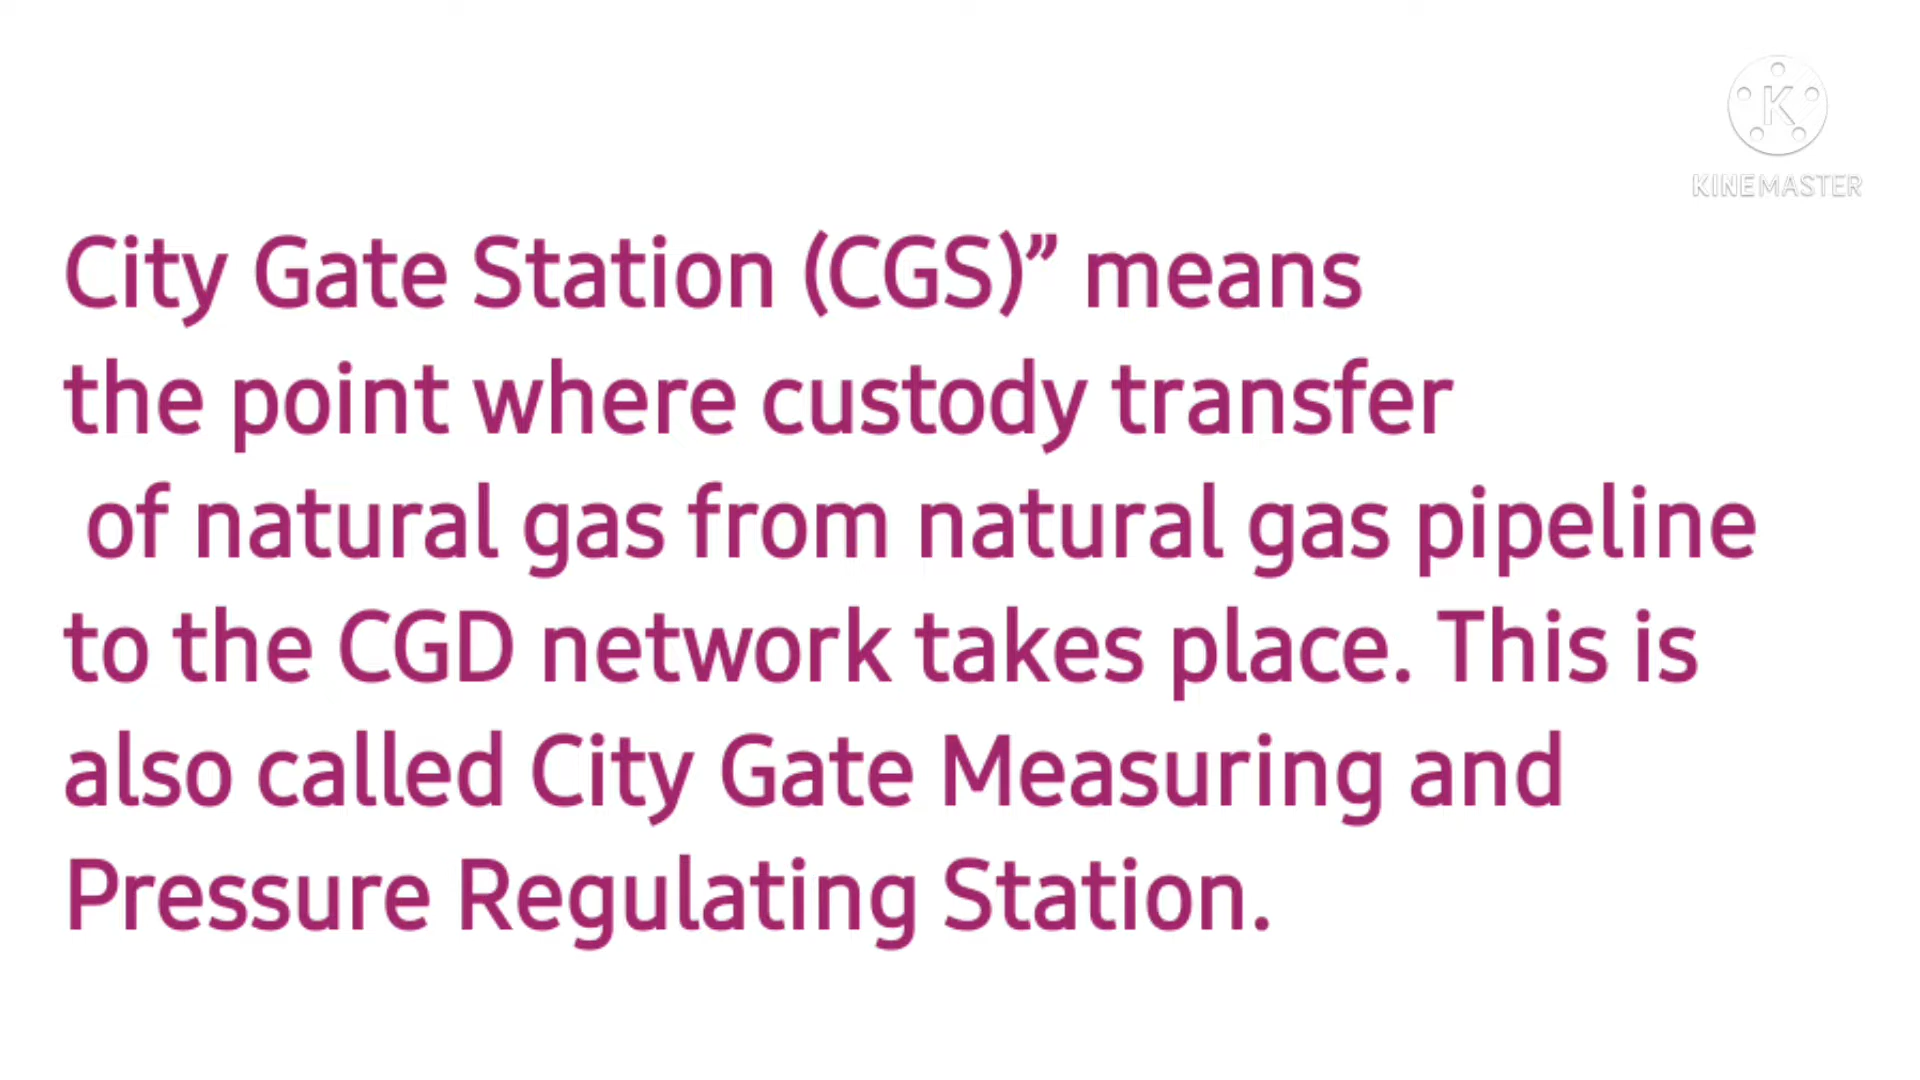 K
KINEMASTER
City Gate Station (CGS)” means
the point where custody transfer
of natural gas from natural gas pipeline
to the CGD network takes place. This is
also called City Gate Measuring and
Pressure Regulating Station.